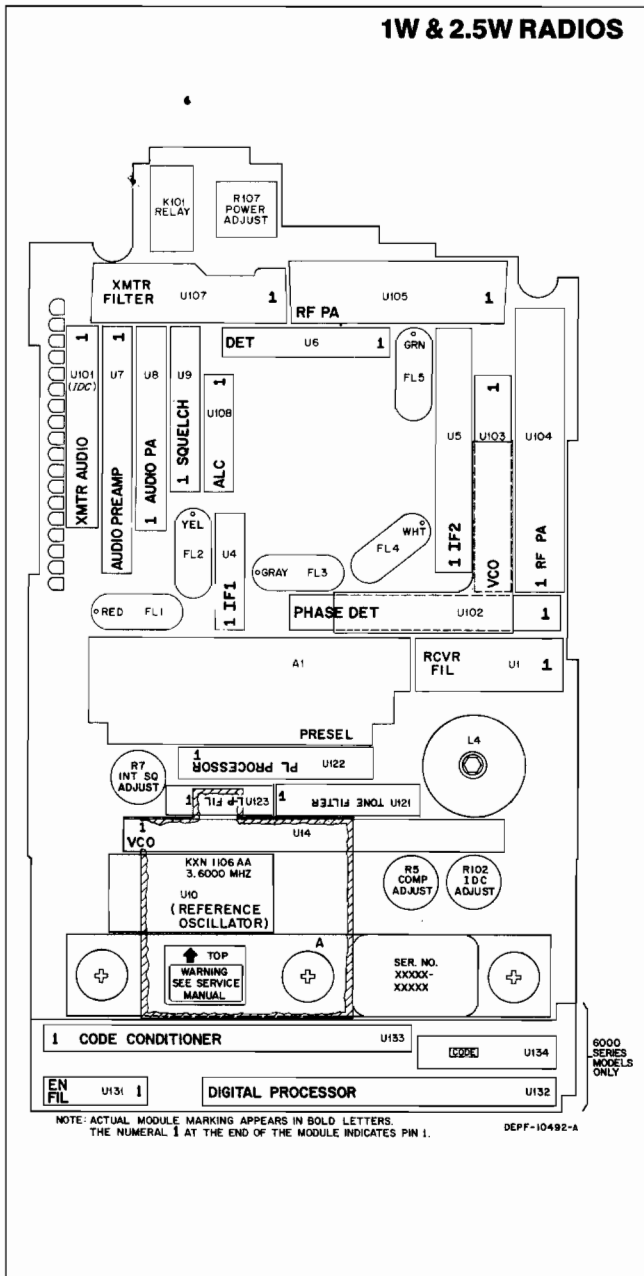 1W & 2.5W RADIOS
K101
RELAY
R107
POWER
ADJUST
XMTR
FILTER
U107
1
RF PA
U105
1
DET
U6
1
GRN
FL5
1
U101
(IDC)
XMTR AUDIO
1
U7
AUDIO PREAMP
U8
1 AUDIO PA
U9
1 SQUELCH
1
U108
ALC
U5
1 IF2
1
U103
VCO
U104
1 RF PA
YEL
FL2
U4
1 IF1
GRAY FL3
WHT
FL4
RED FL1
PHASE DET U102 1
A1
PRESEL
RCVR
FIL
U1
1
L4
R7
INT SQ
ADJUST
1 PL PROCESSOR U122
1 PL-P FIL U123
1 TONE FILTER U121
1
VCO
U14
KXN 1106AA
3.6000 MHZ
U10
(REFERENCE
OSCILLATOR)
R5
COMP
ADJUST
R102
IDC
ADJUST
TOP
WARNING
SEE SERVICE
MANUAL
A
SER. NO.
XXXXX-
XXXXX
1 CODE CONDITIONER U133
CODE U134
6000
SERIES
MODELS
ONLY
EN
FIL
U131 1
DIGITAL PROCESSOR U132
NOTE: ACTUAL MODULE MARKING APPEARS IN BOLD LETTERS.
THE NUMERAL 1 AT THE END OF THE MODULE INDICATES PIN 1.
DEPF-10492-A